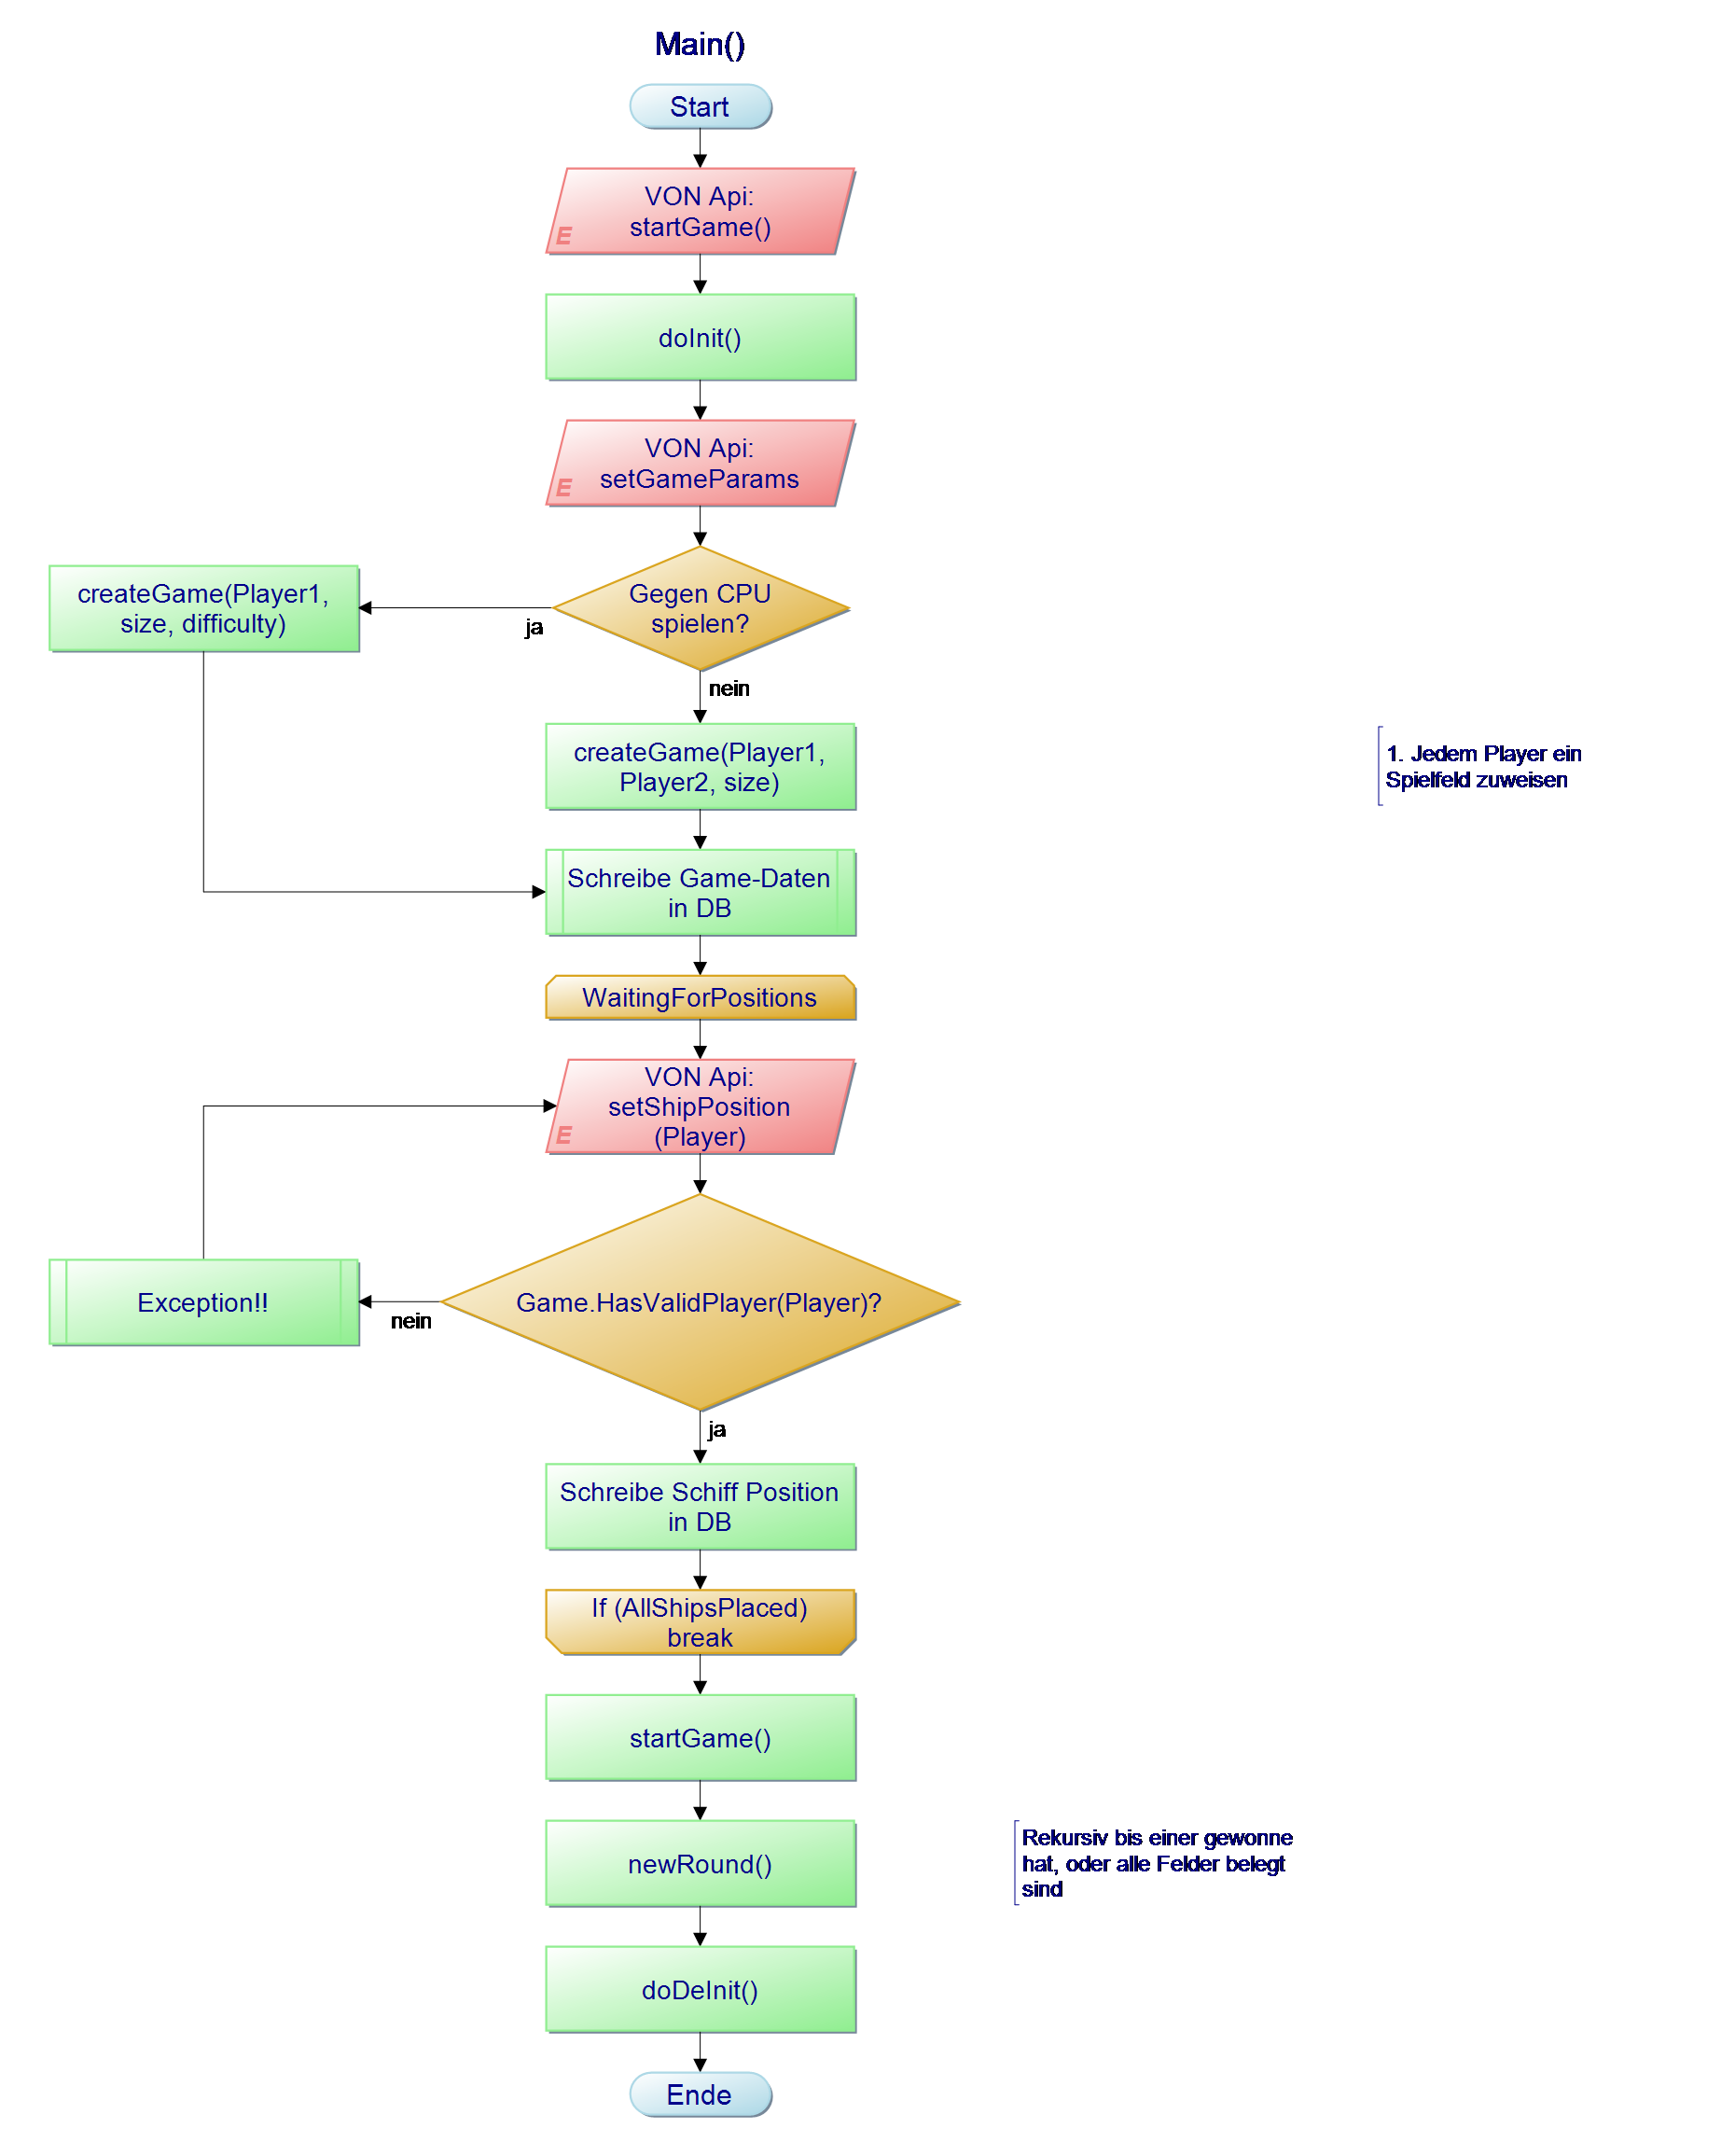 Main()
Start
VON Api:
startGame()
E
doInit()
VON Api:
setGameParams
E
Gegen CPU
spielen?
ja
createGame(Player1,
size, difficulty)
nein
createGame(Player1,
Player2, size)
1. Jedem Player ein
Spielfeld zuweisen
Schreibe Game-Daten
in DB
WaitingForPositions
VON Api:
setShipPosition
(Player)
E
Game.HasValidPlayer(Player)?
nein
Exception!!
ja
Schreibe Schiff Position
in DB
If (AllShipsPlaced)
break
startGame()
newRound()
Rekursiv bis einer gewonne
hat, oder alle Felder belegt
sind
doDeInit()
Ende